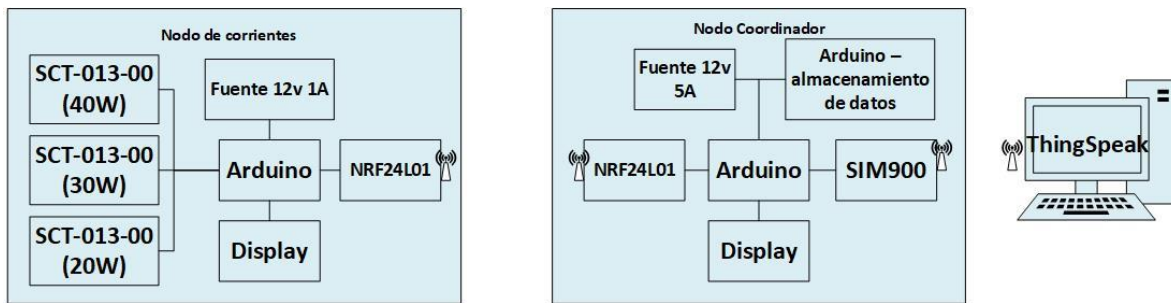 Nodo de corrientes
SCT-013-00
(40W)
SCT-013-00
(30W)
SCT-013-00
(20W)
Fuente 12v 1A
Arduino
NRF24L01
Display
Nodo Coordinador
Fuente 12v
5A
Arduino –
almacenamiento
de datos
NRF24L01
Arduino
SIM900
Display
ThingSpeak